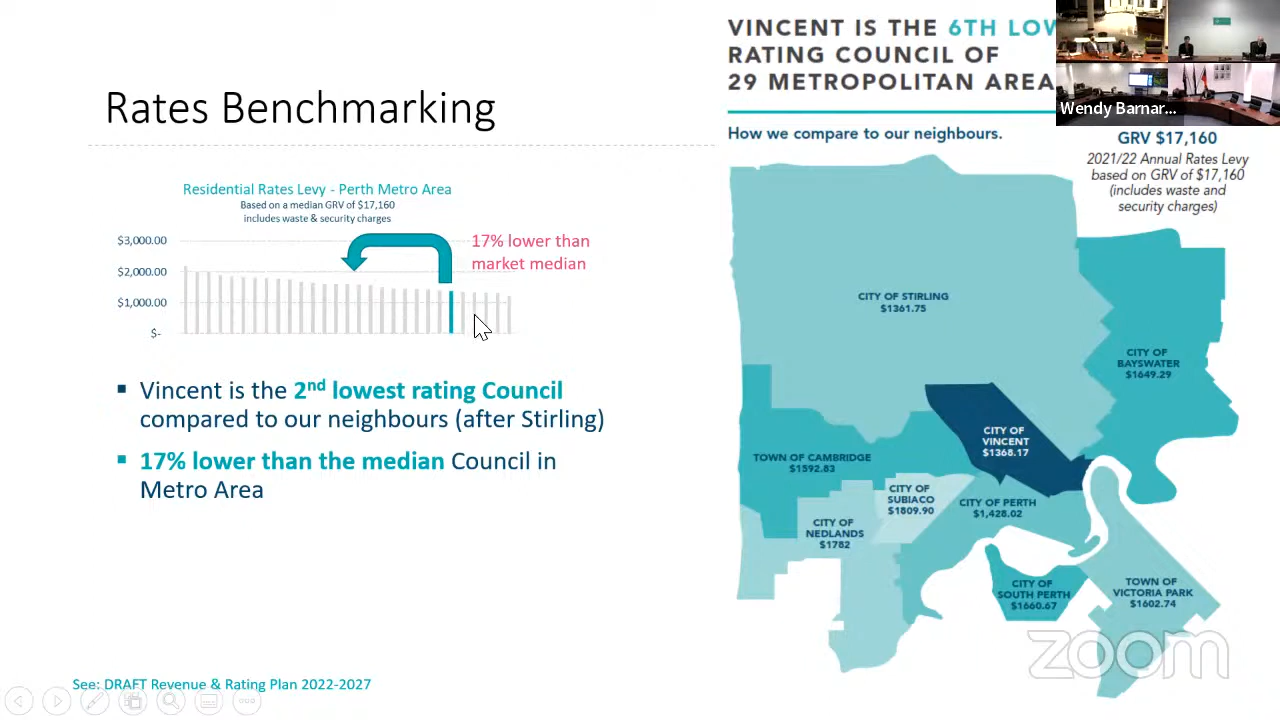 Rates Benchmarking
Residential Rates Levy - Perth Metro Area
Based on a median GRV of $17,160
includes waste & security charges
$3,000.00
$2,000.00
$1,000.00
$-
17% lower than
market median
▪ Vincent is the 2nd lowest rating Council
compared to our neighbours (after Stirling)
▪ 17% lower than the median Council in
Metro Area
See: DRAFT Revenue & Rating Plan 2022-2027
VINCENT IS THE 6TH LOW
RATING COUNCIL OF
29 METROPOLITAN AREA
How we compare to our neighbours.
Wendy Barnar...
GRV $17,160
2021/22 Annual Rates Levy
based on GRV of $17,160
(includes waste and
security charges)
CITY OF STIRLING
$1361.75
CITY OF
BAYSWATER
$1649.29
CITY OF
VINCENT
$1368.17
TOWN OF CAMBRIDGE
$1592.83
CITY OF
SUBIACO
$1809.90
CITY OF PERTH
$1,428.02
CITY OF
NEDLANDS
$1782
CITY OF
SOUTH PERTH
$1660.67
TOWN OF
VICTORIA PARK
$1602.74
zoom